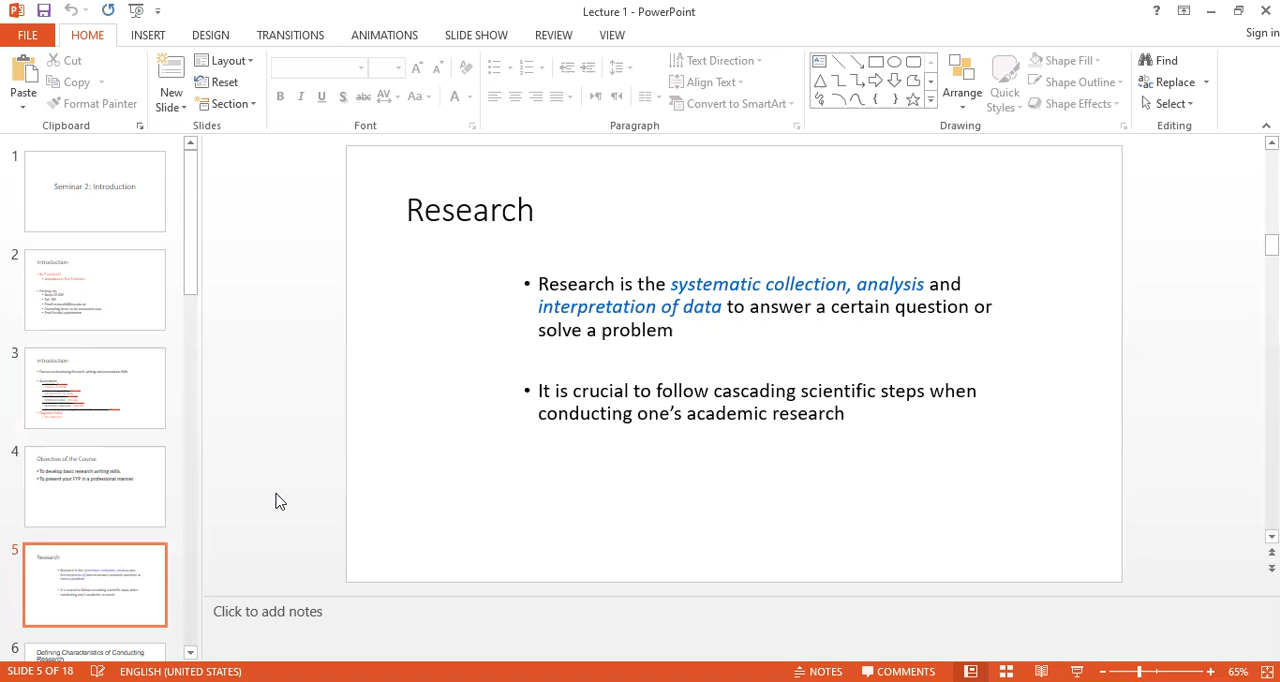 Lecture 1 - PowerPoint
Sign in
FILE HOME INSERT DESIGN TRANSITIONS ANIMATIONS SLIDE SHOW REVIEW VIEW
Paste
Cut
Copy
Format Painter
Clipboard
New Slide
Layout
Reset
Section
Slides
Font
Text Direction
Align Text
Convert to SmartArt
Paragraph
Arrange
Quick Styles
Shape Fill
Shape Outline
Shape Effects
Drawing
Find
Replace
Select
Editing
1
Seminar 2: Introduction
2
Introduction
3
Introduction
4
Objective of the Course
• To develop basic research writing skills.
• To present your FYP in a professional manner.
5
Research
6
Defining Characteristics of Conducting
Research
Research
• Research is the systematic collection, analysis and
interpretation of data to answer a certain question or
solve a problem
• It is crucial to follow cascading scientific steps when
conducting one’s academic research
Click to add notes
SLIDE 5 OF 18 ENGLISH (UNITED STATES) NOTES COMMENTS 65%